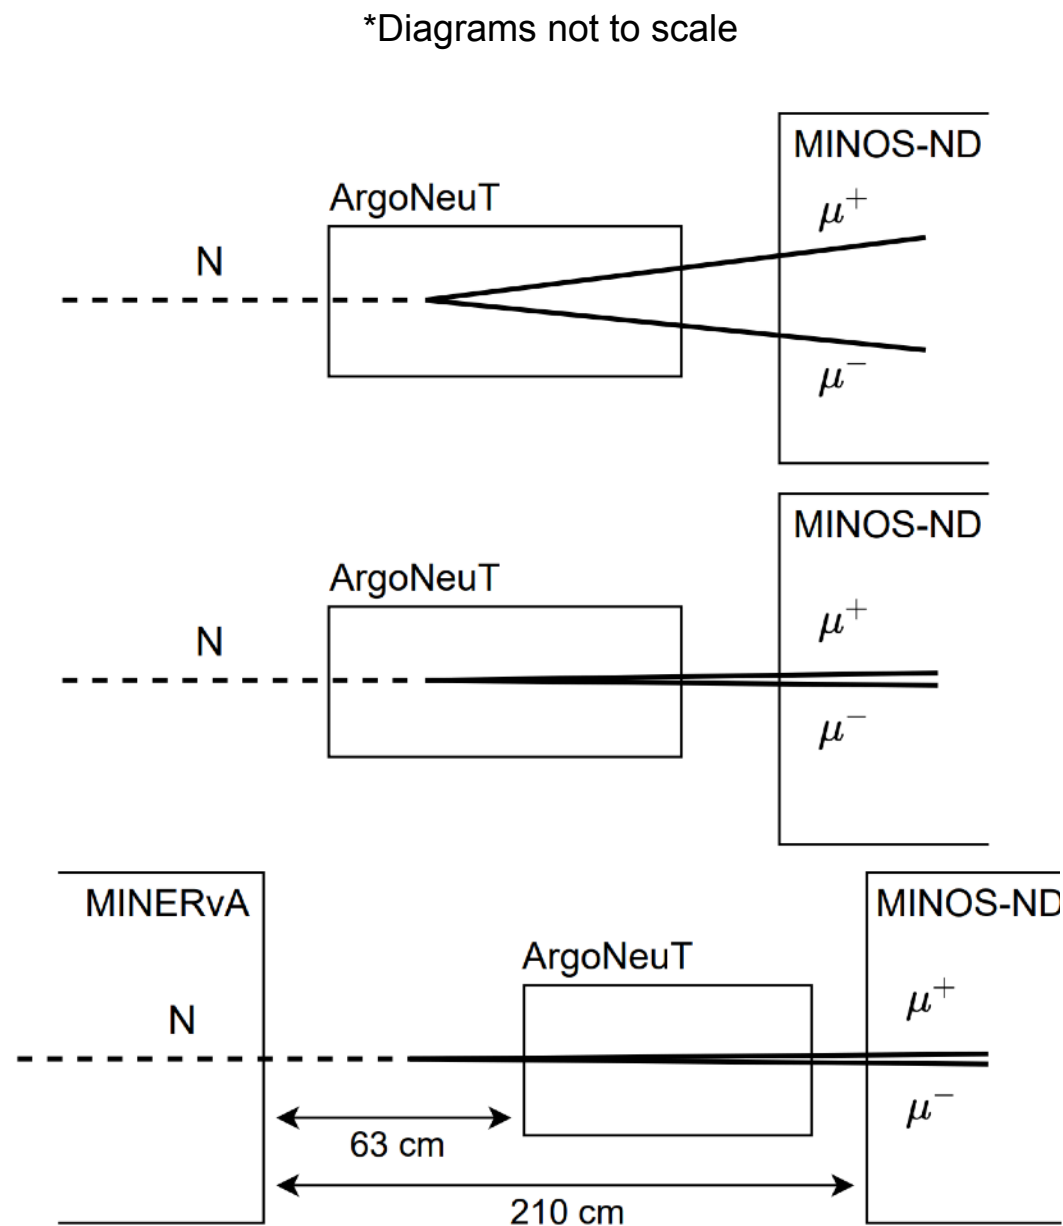 *Diagrams not to scale
MINOS-ND
μ+
ArgoNeuT
N
μ−
MINOS-ND
ArgoNeuT
μ+
N
μ−
MINERvA
MINOS-ND
ArgoNeuT
μ+
N
μ−
63 cm
210 cm